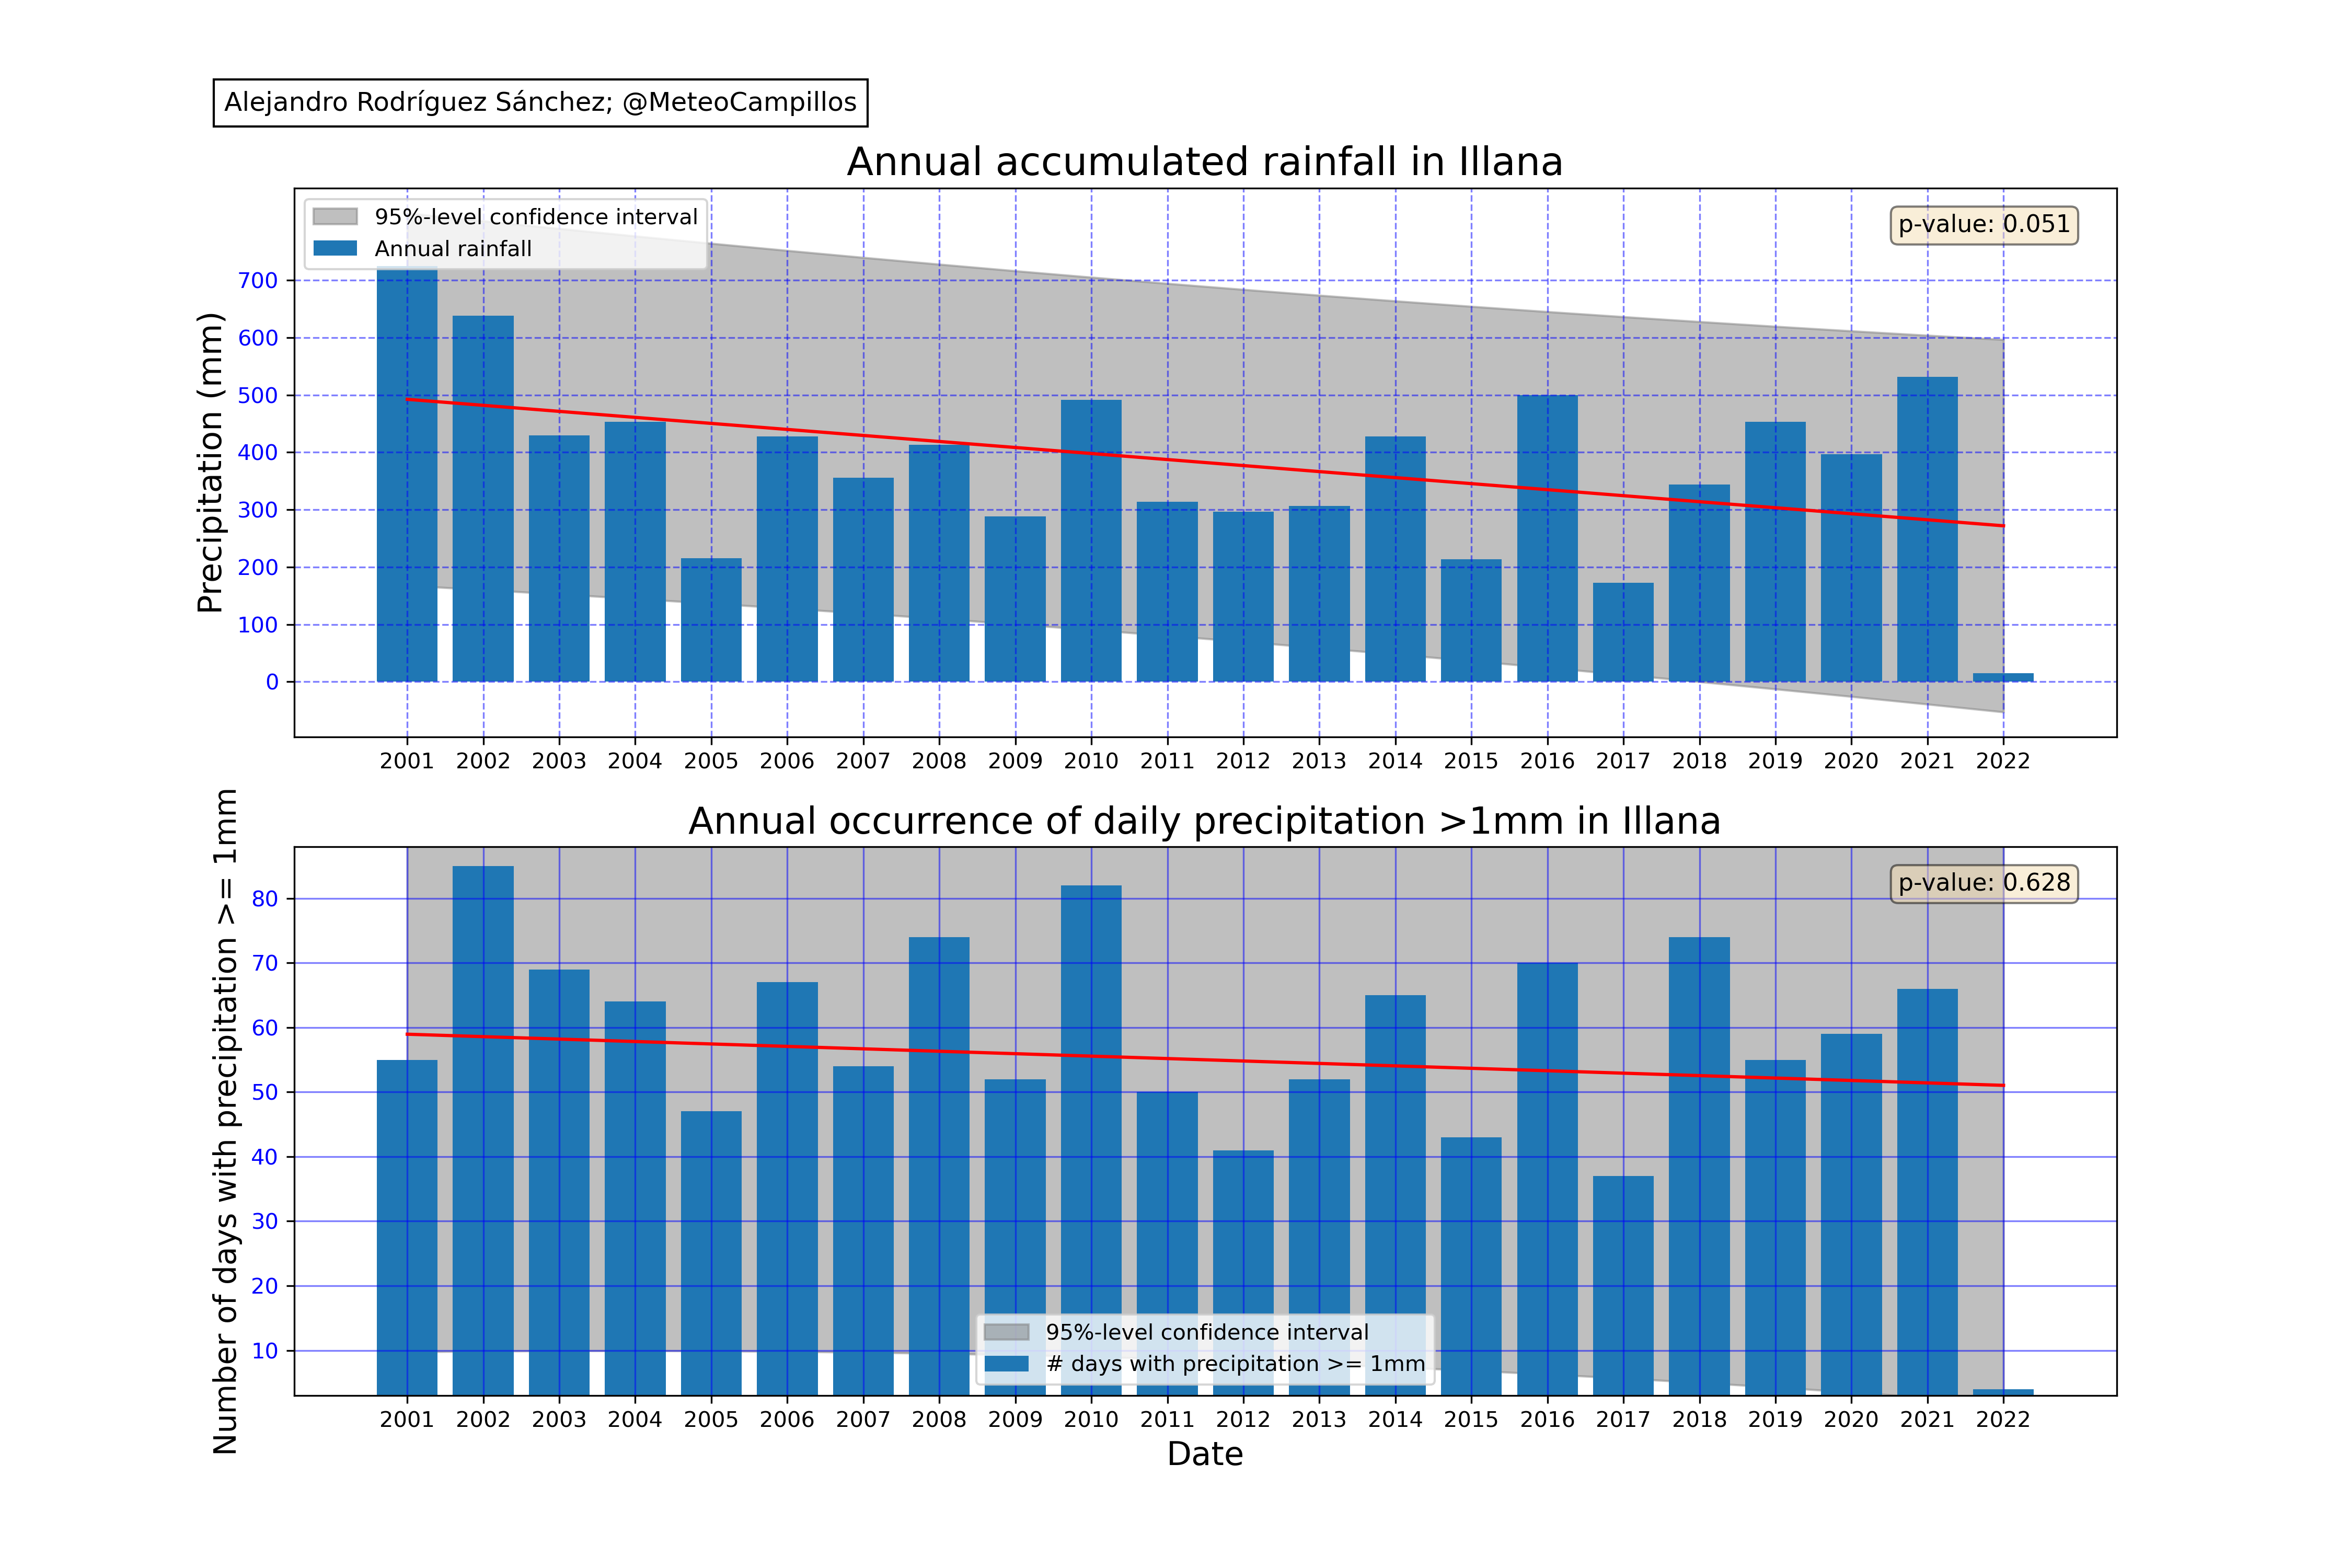 Alejandro Rodríguez Sánchez; @MeteoCampillos
Annual accumulated rainfall in Illana
95%-level confidence interval
Annual rainfall
p-value: 0.051
Precipitation (mm)
700
600
500
400
300
200
100
0
2001 2002 2003 2004 2005 2006 2007 2008 2009 2010 2011 2012 2013 2014 2015 2016 2017 2018 2019 2020 2021 2022
Annual occurrence of daily precipitation >1mm in Illana
p-value: 0.628
Number of days with precipitation >= 1mm
80
70
60
50
40
30
20
10
95%-level confidence interval
# days with precipitation >= 1mm
2001 2002 2003 2004 2005 2006 2007 2008 2009 2010 2011 2012 2013 2014 2015 2016 2017 2018 2019 2020 2021 2022
Date